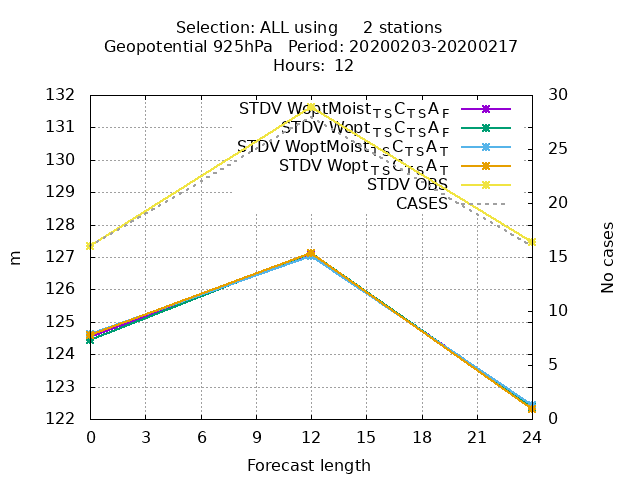 Selection: ALL using 2 stations
Geopotential 925hPa Period: 20200203-20200217
Hours: 12
STDV WoptMoist_TS C_TS A_F
STDV Wopt_TS C_TS A_F
STDV WoptMoist_TS C_TS A_T
STDV Wopt_TS C_TS A_T
STDV OBS
CASES
132
131
130
129
128
127
126
125
124
123
122
m
30
25
20
15
10
5
0
No cases
0 3 6 9 12 15 18 21 24
Forecast length